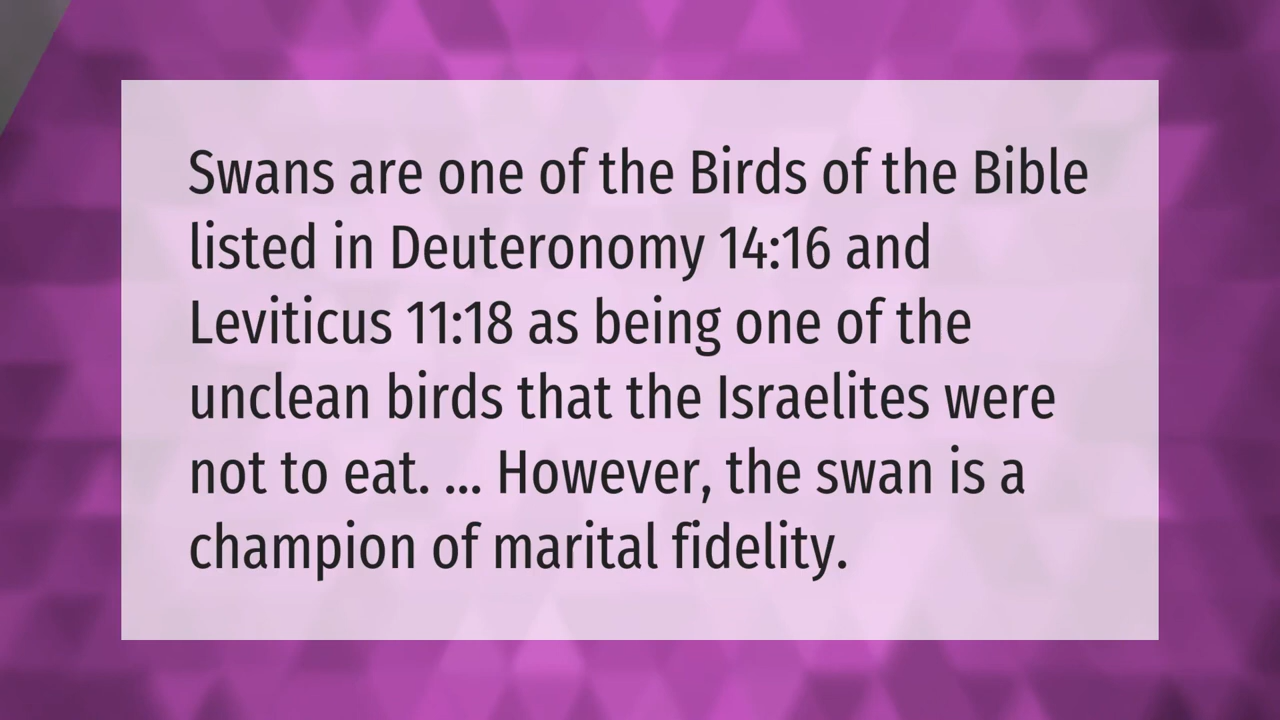 Swans are one of the Birds of the Bible
listed in Deuteronomy 14:16 and
Leviticus 11:18 as being one of the
unclean birds that the Israelites were
not to eat. ... However, the swan is a
champion of marital fidelity.